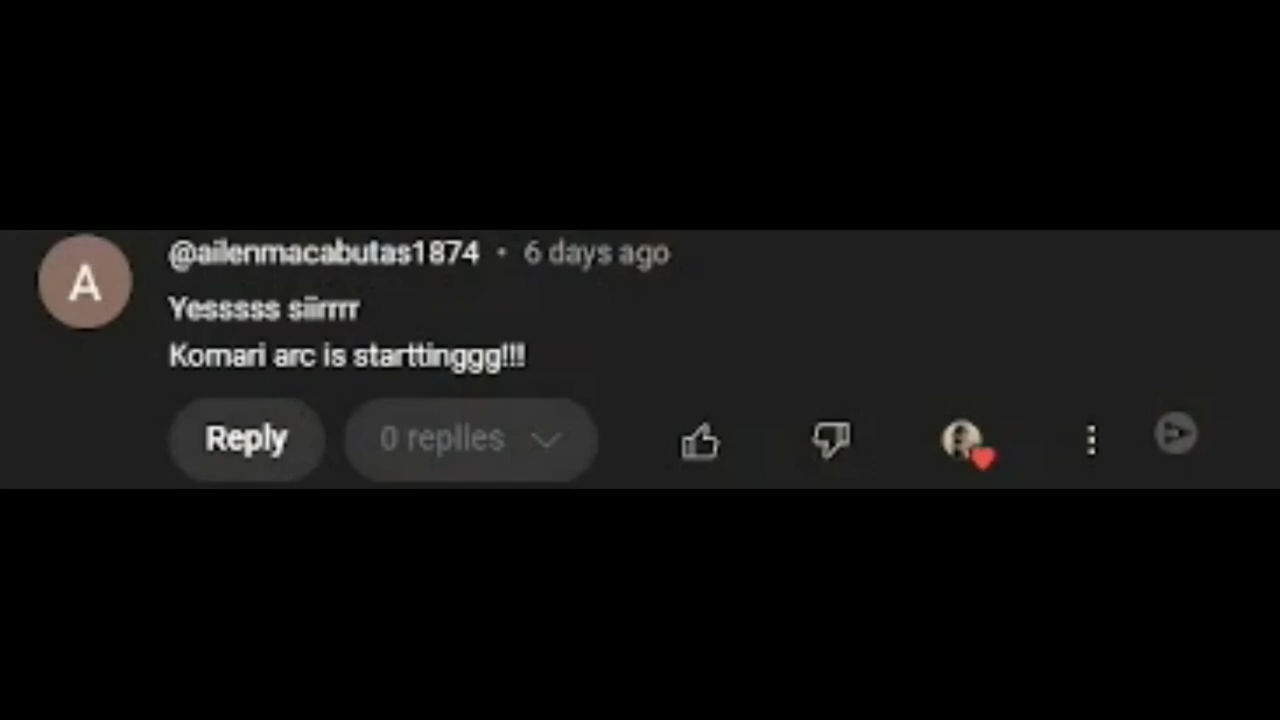 A
@ailenmacabutas1874 • 6 days ago
Yesssss siirrrr
Komari arc is starttinggg!!!
Reply
0 replies